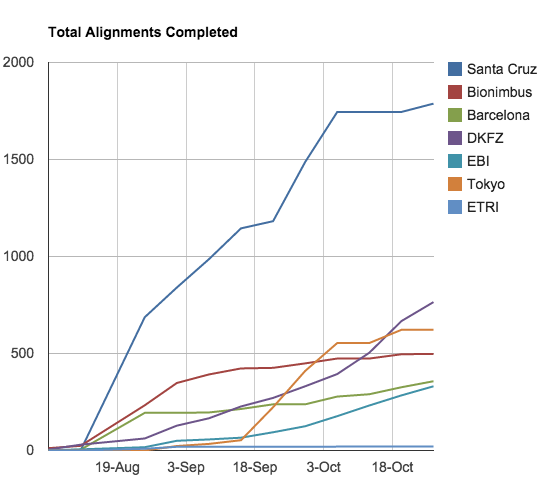 Total Alignments Completed
2000
1500
1000
500
0
19-Aug 3-Sep 18-Sep 3-Oct 18-Oct
Santa Cruz
Bionimbus
Barcelona
DKFZ
EBI
Tokyo
ETRI